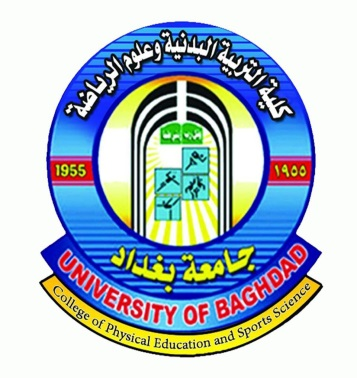 كلية التربية البدنية وعلوم الرياضة
1955
١٩٥٥
جامعة بغداد
UNIVERSITY OF BAGHDAD
College of Physical Education and Sports Science